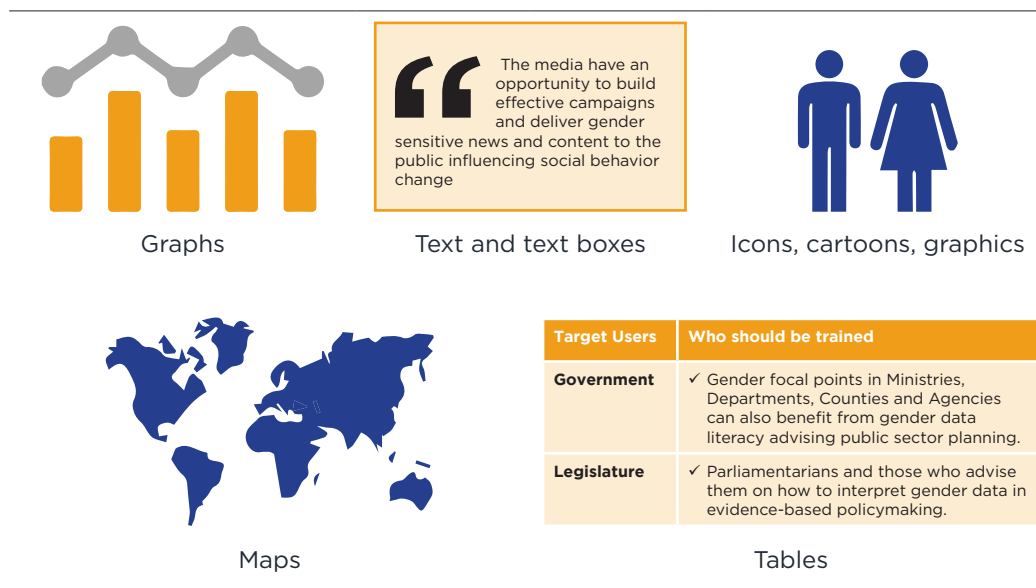 The media have an
opportunity to build
effective campaigns
and deliver gender
sensitive news and content to the
public influencing social behavior
change
Graphs
Text and text boxes
Icons, cartoons, graphics
Target Users
Who should be trained
Government
✓ Gender focal points in Ministries,
Departments, Counties and Agencies
can also benefit from gender data
literacy advising public sector planning.
Legislature
✓ Parliamentarians and those who advise
them on how to interpret gender data in
evidence-based policymaking.
Maps
Tables